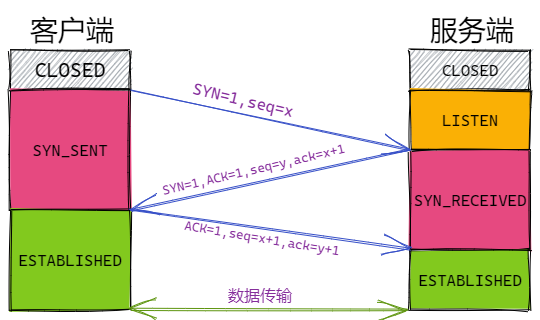 客户端
服务端
CLOSED
CLOSED
SYN=1,seq=x
LISTEN
SYN_SENT
SYN=1,ACK=1,seq=y,ack=x+1
SYN_RECEIVED
ACK=1,seq=x+1,ack=y+1
ESTABLISHED
ESTABLISHED
数据传输